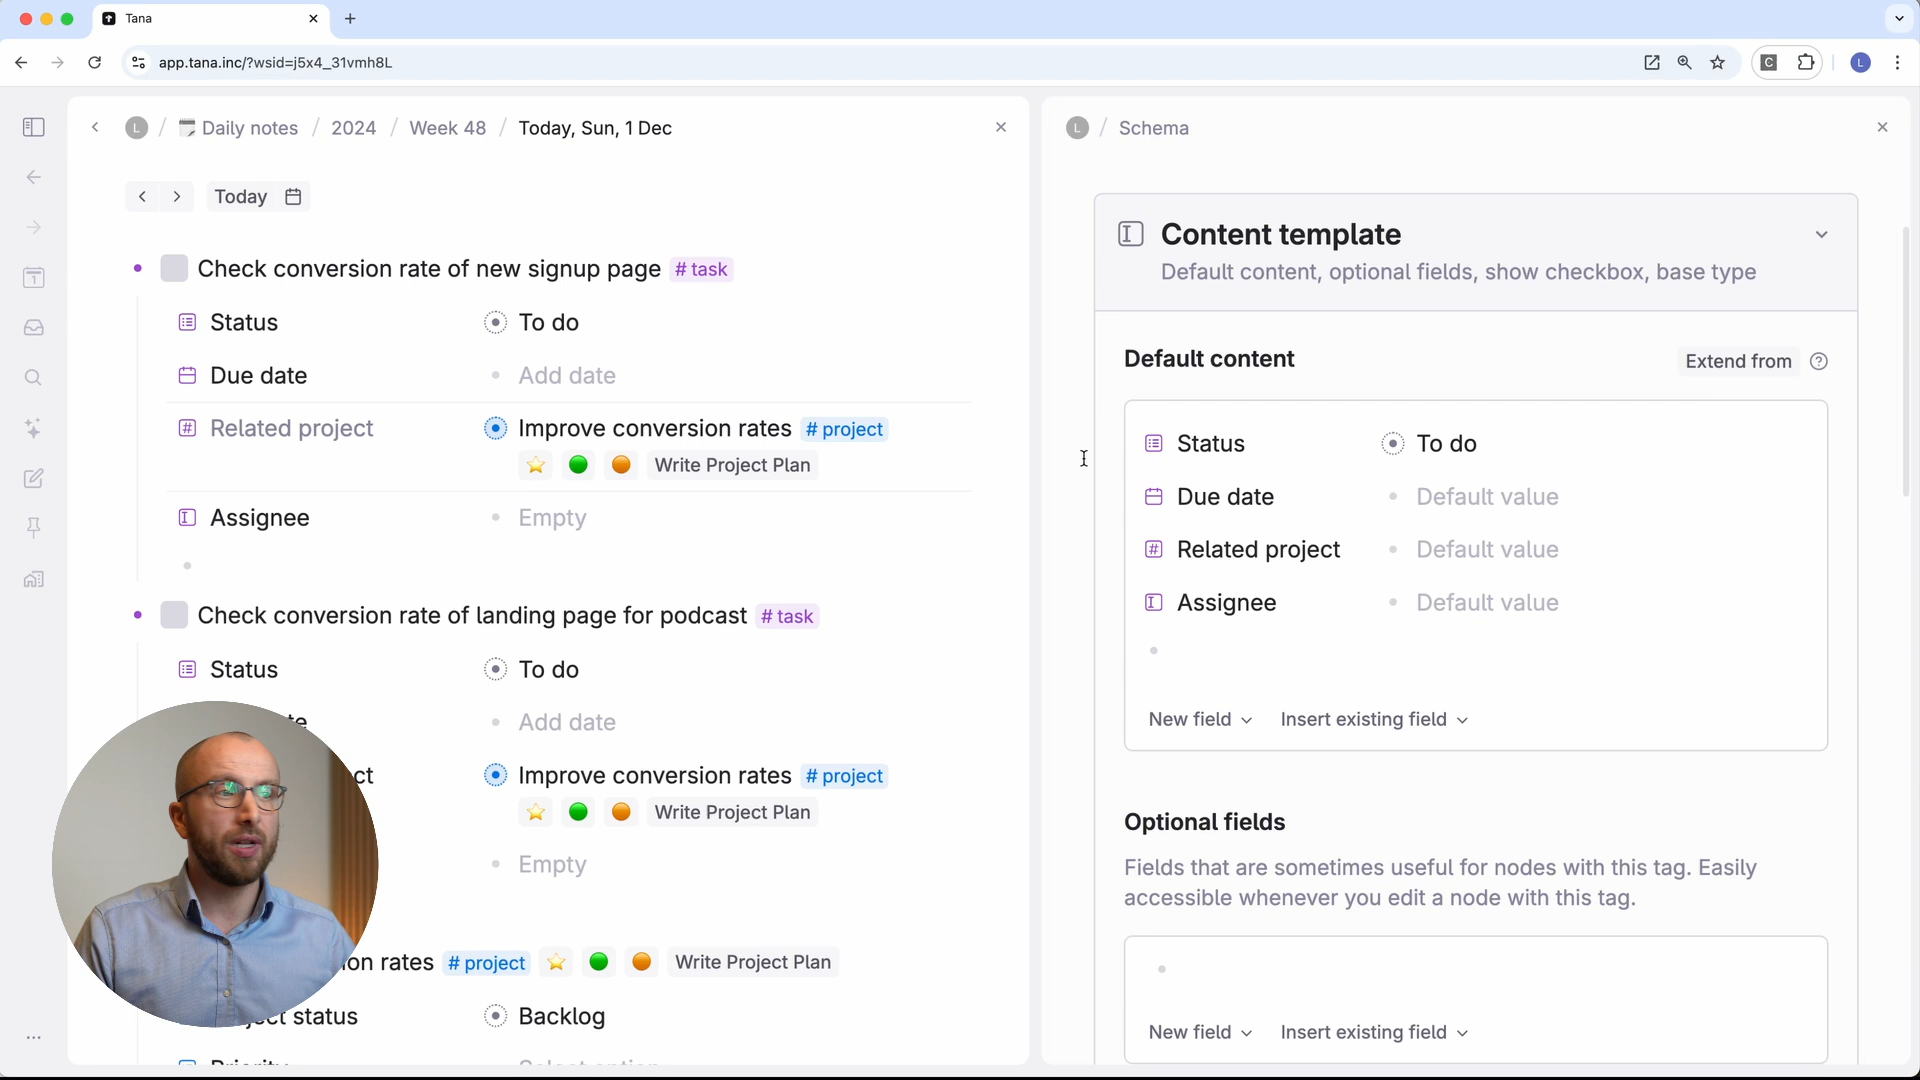 Tana
app.tana.inc/?wsid=j5x4_31vmh8L
C
L
L / Daily notes / 2024 / Week 48 / Today, Sun, 1 Dec
Today
Check conversion rate of new signup page # task
Status To do
Due date Add date
Related project Improve conversion rates # project
Write Project Plan
Assignee Empty
Check conversion rate of landing page for podcast # task
Status To do
Add date
Improve conversion rates # project
Write Project Plan
Empty
rates # project Write Project Plan
status Backlog
L / Schema
Content template
Default content, optional fields, show checkbox, base type
Default content Extend from
Status To do
Due date Default value
Related project Default value
Assignee Default value
New field Insert existing field
Optional fields
Fields that are sometimes useful for nodes with this tag. Easily
accessible whenever you edit a node with this tag.
New field Insert existing field